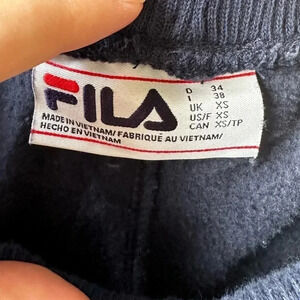 FILA
D 34
I 38
UK XS
US/F XS
CAN XS/TP
MADE IN VIETNAM/ FABRIQUÉ AU VIETNAM/
HECHO EN VIETNAM